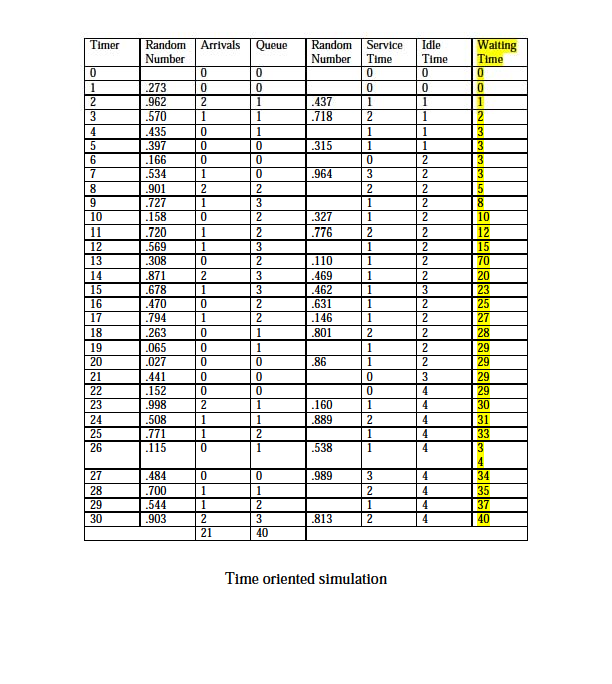 Timer Random Number Arrivals Queue Random Number Service Time Idle Time Waiting Time
0 0 0 0 0 0
1 .273 0 0 0 0 0
2 .962 2 1 .437 1 1 1
3 .570 1 1 .718 2 1 2
4 .435 0 1 1 1 3
5 .397 0 0 .315 1 1 3
6 .166 0 0 0 2 3
7 .534 1 0 .964 3 2 3
8 .901 2 2 2 2 5
9 .727 1 3 1 2 8
10 .158 0 2 .327 1 2 10
11 .720 1 2 .776 2 2 12
12 .569 1 3 1 2 15
13 .308 0 2 .110 1 2 70
14 .871 2 3 .469 1 2 20
15 .678 1 3 .462 1 3 23
16 .470 0 2 .631 1 2 25
17 .794 1 2 .146 1 2 27
18 .263 0 1 .801 2 2 28
19 .065 0 1 1 2 29
20 .027 0 0 .86 1 2 29
21 .441 0 0 0 3 29
22 .152 0 0 0 4 29
23 .998 2 1 .160 1 4 30
24 .508 1 1 .889 2 4 31
25 .771 1 2 1 4 33
26 .115 0 1 .538 1 4 3
4
27 .484 0 0 .989 3 4 34
28 .700 1 1 2 4 35
29 .544 1 2 1 4 37
30 .903 2 3 .813 2 4 40
21 40
Time oriented simulation